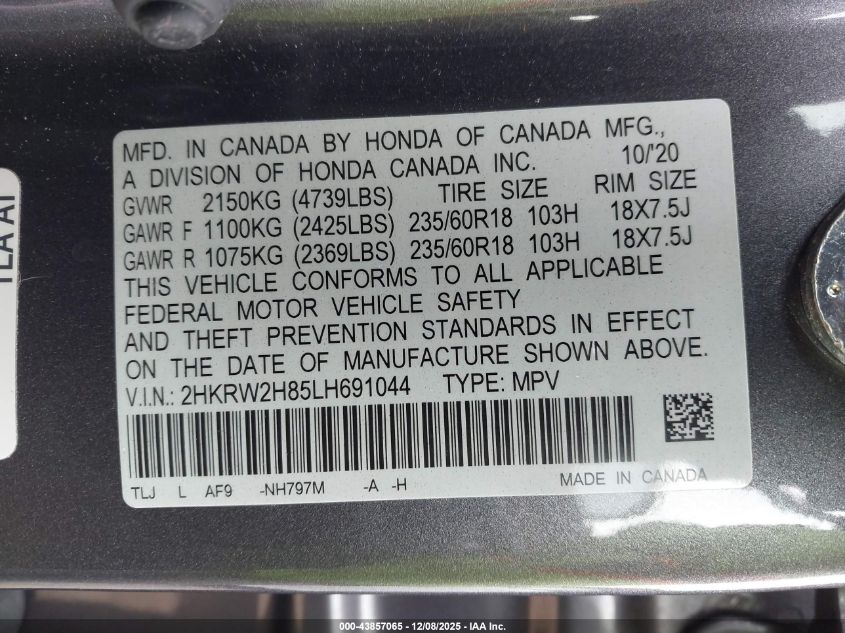 MFD. IN CANADA BY HONDA OF CANADA MFG.,
A DIVISION OF HONDA CANADA INC. 10/'20
GVWR 2150KG (4739LBS) TIRE SIZE RIM SIZE
GAWR F 1100KG (2425LBS) 235/60R18 103H 18X7.5J
GAWR R 1075KG (2369LBS) 235/60R18 103H 18X7.5J
THIS VEHICLE CONFORMS TO ALL APPLICABLE
FEDERAL MOTOR VEHICLE SAFETY
AND THEFT PREVENTION STANDARDS IN EFFECT
ON THE DATE OF MANUFACTURE SHOWN ABOVE.
V.I.N.: 2HKRW2H85LH691044 TYPE: MPV
TLJ L AF9 -NH797M -A -H MADE IN CANADA
000-43857065 • 12/08/2025 • IAA Inc.